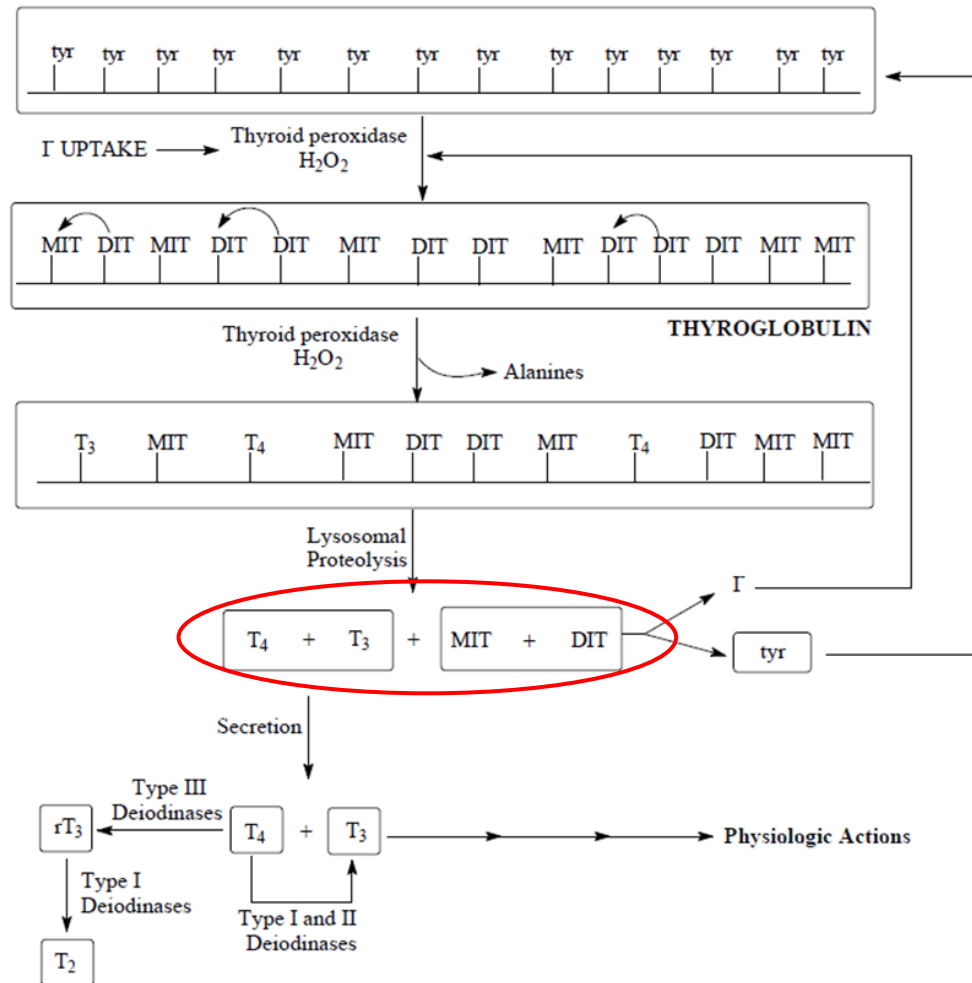 tyr tyr tyr tyr tyr tyr tyr tyr tyr tyr tyr tyr tyr tyr
Γ UPTAKE
Thyroid peroxidase
H₂O₂
MIT DIT MIT DIT DIT MIT DIT DIT MIT DIT DIT DIT MIT MIT
THYROGLOBULIN
Thyroid peroxidase
H₂O₂
Alanines
T₃ MIT T₄ MIT DIT DIT MIT T₄ DIT MIT MIT
Lysosomal
Proteolysis
Γ
T₄ + T₃ + MIT + DIT
tyr
Secretion
Type III
Deiodinases
rT₃
T₄ + T₃
Physiologic Actions
Type I
Deiodinases
Type I and II
Deiodinases
T₂